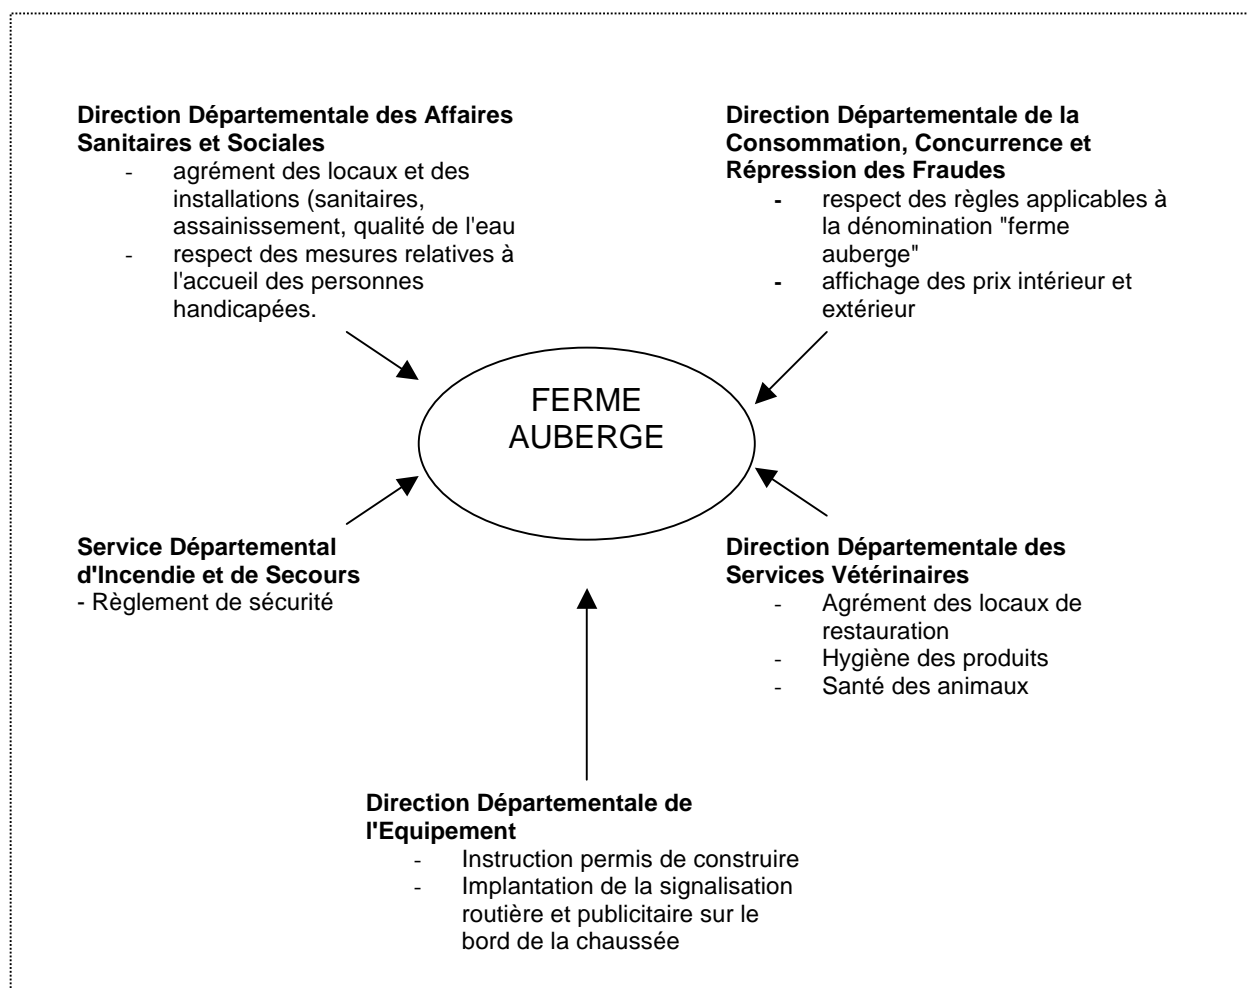 Direction Départementale des Affaires
Sanitaires et Sociales
- agrément des locaux et des
installations (sanitaires,
assainissement, qualité de l'eau
- respect des mesures relatives à
l'accueil des personnes
handicapées.
Direction Départementale de la
Consommation, Concurrence et
Répression des Fraudes
- respect des règles applicables à
la dénomination "ferme
auberge"
- affichage des prix intérieur et
extérieur
FERME
AUBERGE
Service Départemental
d'Incendie et de Secours
- Règlement de sécurité
Direction Départementale des
Services Vétérinaires
- Agrément des locaux de
restauration
- Hygiène des produits
- Santé des animaux
Direction Départementale de
l'Equipement
- Instruction permis de construire
- Implantation de la signalisation
routière et publicitaire sur le
bord de la chaussée